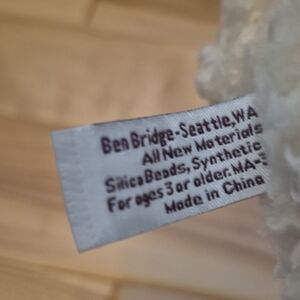 Ben Bridge-Seattle, WA
All New Materials
Silica Beads, Synthetic
For ages 3 or older. MA-3
Made in China